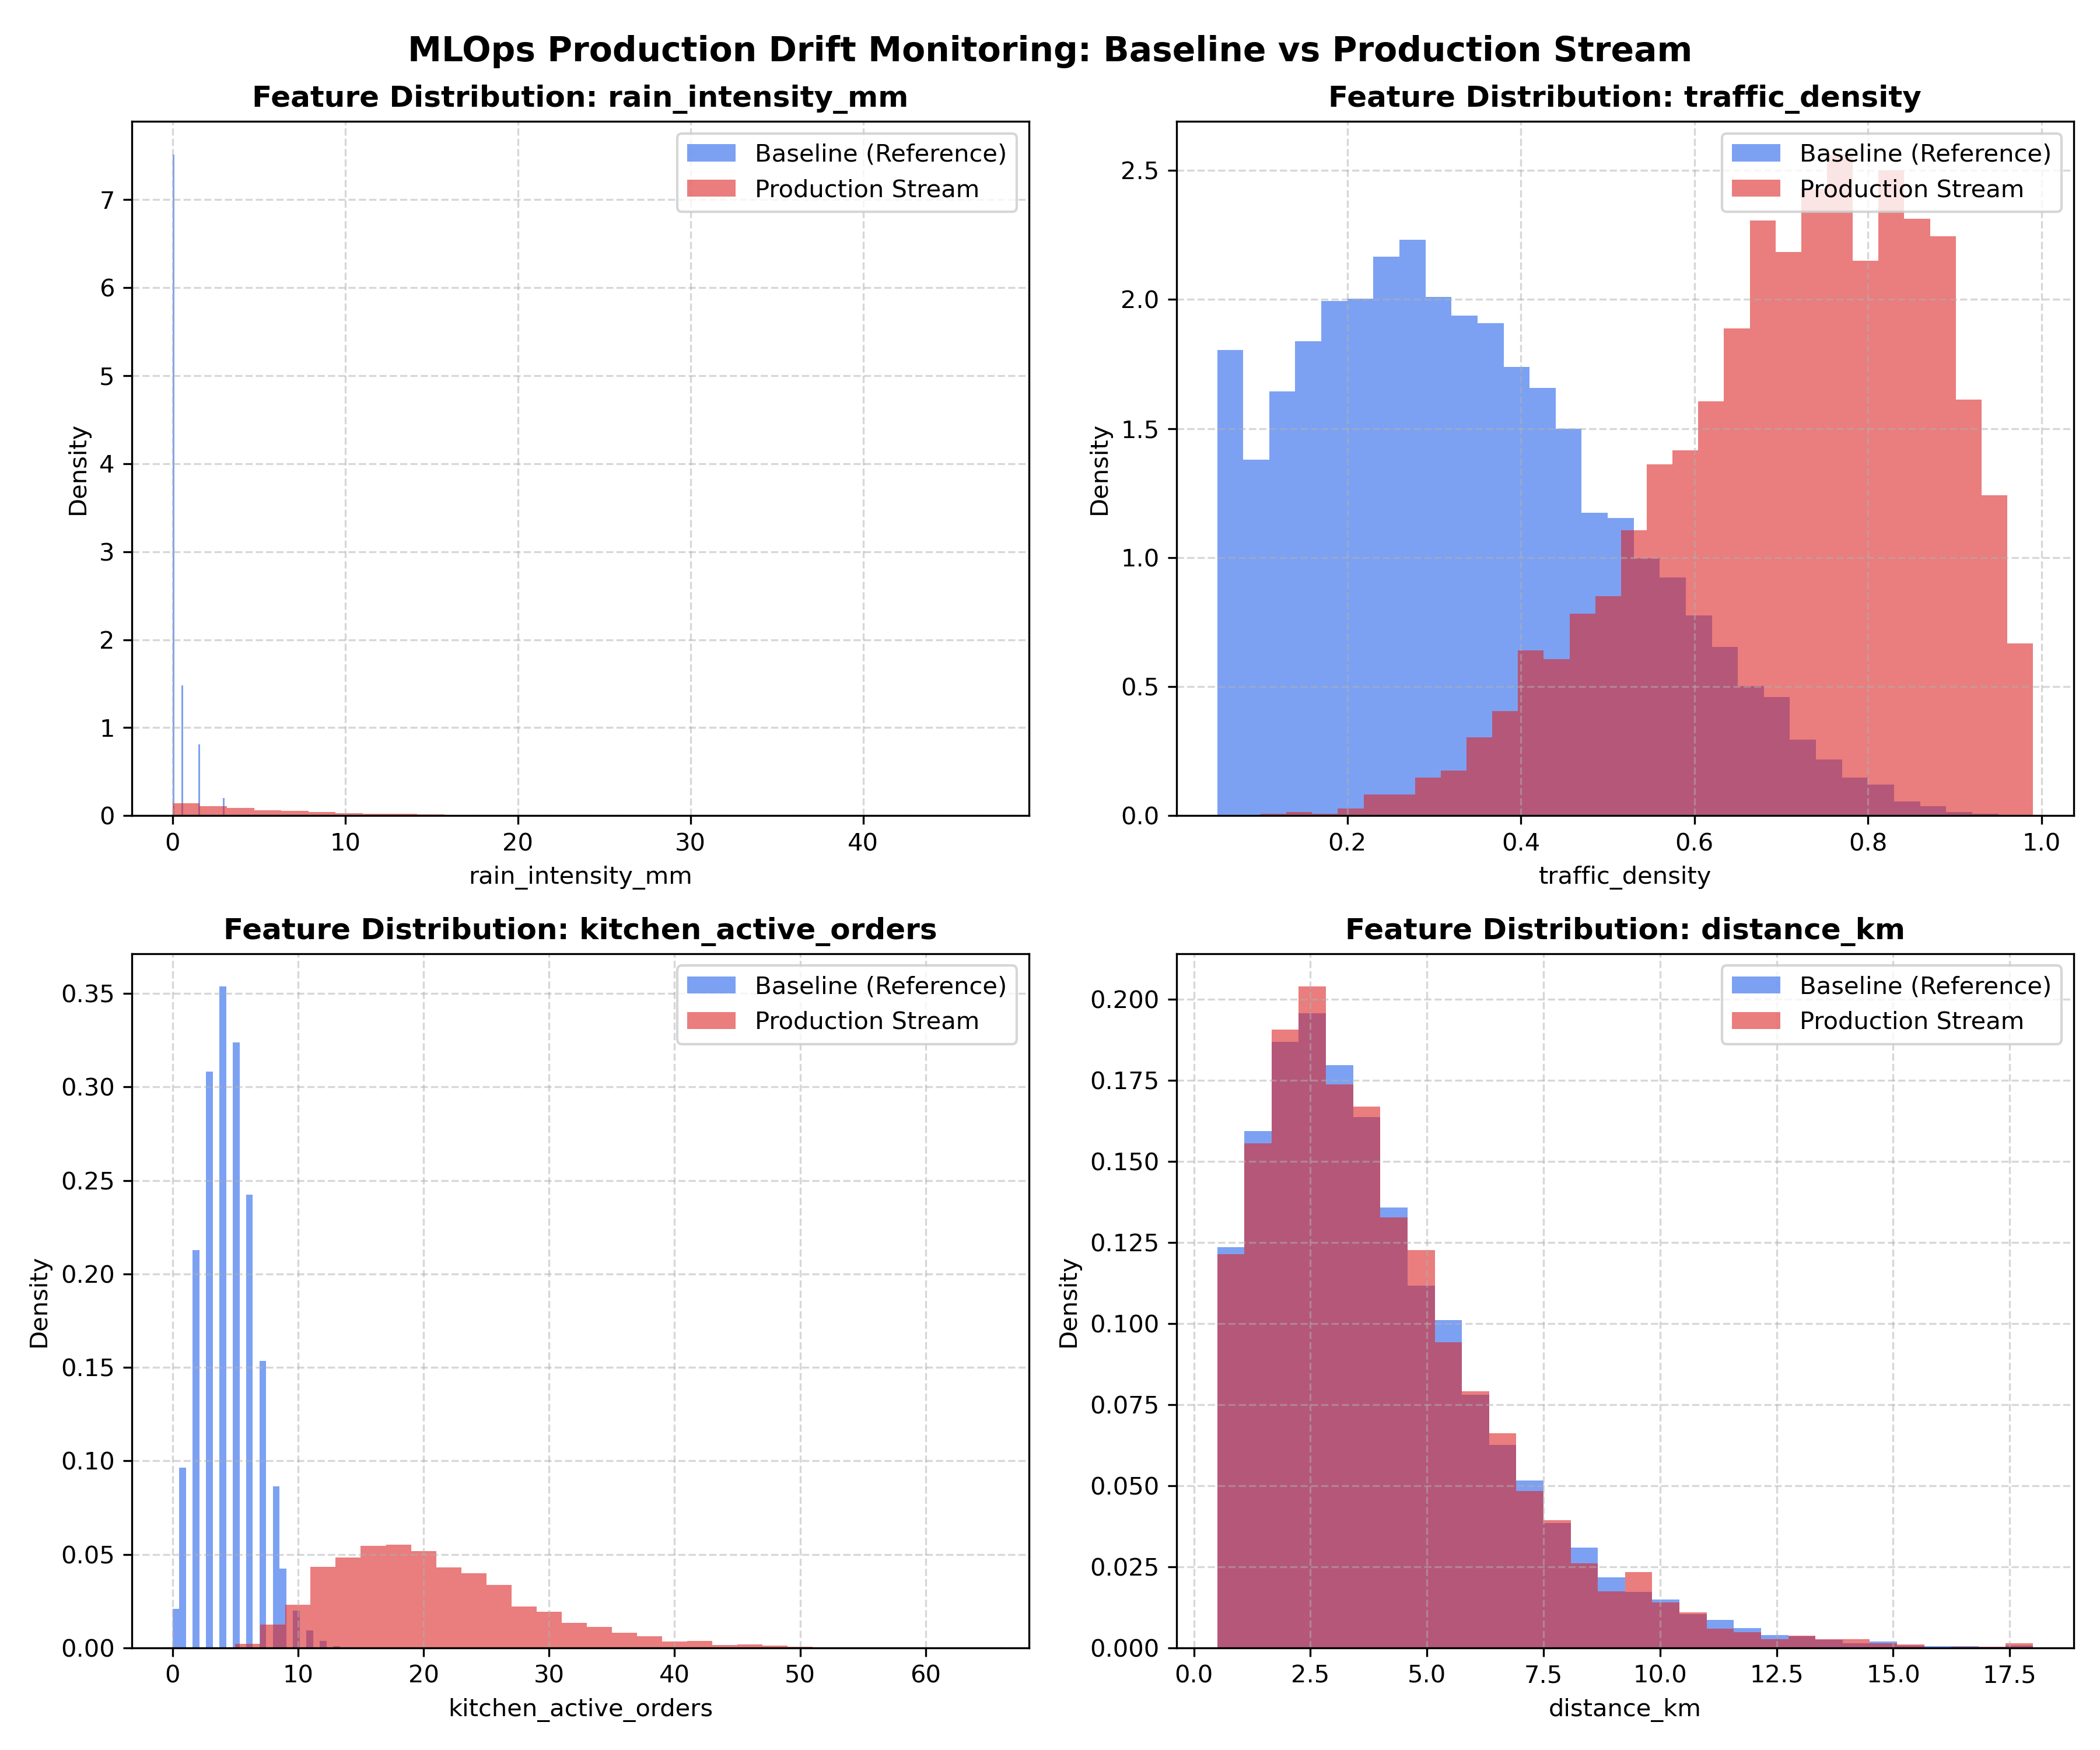 MLOps Production Drift Monitoring: Baseline vs Production Stream
Feature Distribution: rain_intensity_mm
Baseline (Reference)
Production Stream
Density
7
6
5
4
3
2
1
0
0 10 20 30 40
rain_intensity_mm
Feature Distribution: traffic_density
Baseline (Reference)
Production Stream
Density
2.5
2.0
1.5
1.0
0.5
0.0
0.2 0.4 0.6 0.8 1.0
traffic_density
Feature Distribution: kitchen_active_orders
Baseline (Reference)
Production Stream
Density
0.35
0.30
0.25
0.20
0.15
0.10
0.05
0.00
0 10 20 30 40 50 60
kitchen_active_orders
Feature Distribution: distance_km
Baseline (Reference)
Production Stream
Density
0.200
0.175
0.150
0.125
0.100
0.075
0.050
0.025
0.000
0.0 2.5 5.0 7.5 10.0 12.5 15.0 17.5
distance_km